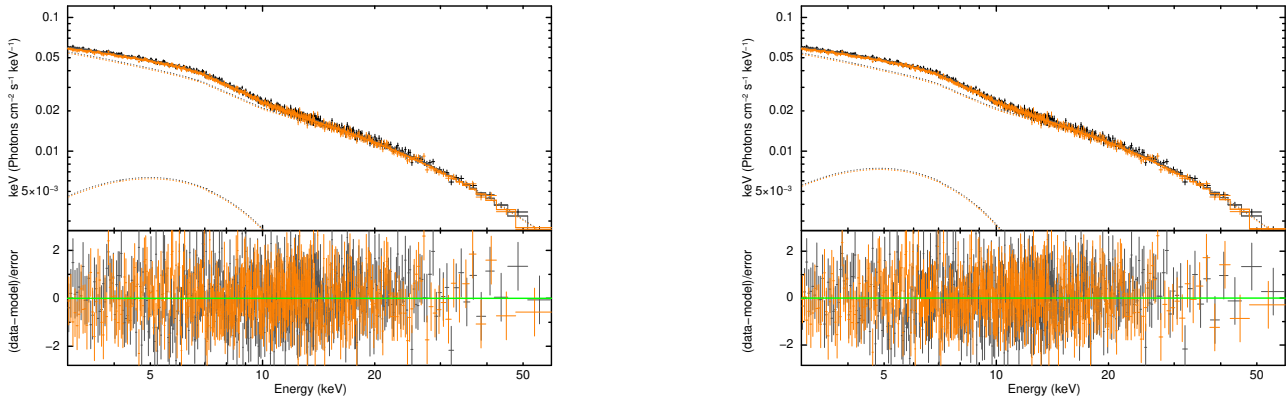 0.1
0.05
0.02
0.01
5×10⁻³
keV (Photons cm⁻² s⁻¹ keV⁻¹)
2
0
−2
(data−model)/error
5 10 20 50
Energy (keV)
0.1
0.05
0.02
0.01
5×10⁻³
keV (Photons cm⁻² s⁻¹ keV⁻¹)
2
0
−2
(data−model)/error
5 10 20 50
Energy (keV)